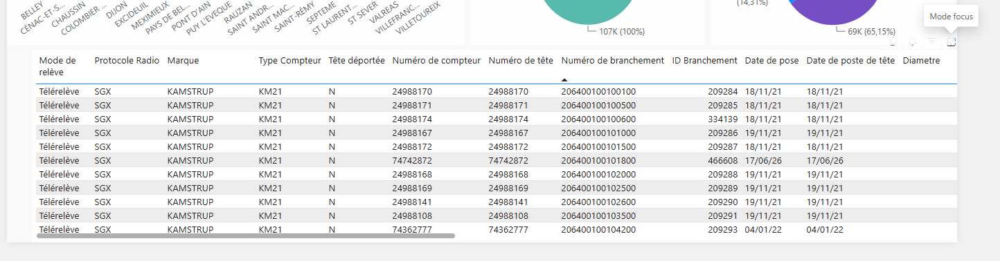 BELLEY
CÉNAC-ET-S...
CHAUSSIN
COLOMBIER ...
DIJON
EXCIDEUIL
MEXIMIEUX
PAYS DE BEL...
PONT D'AIN
PUY L'EVEQUE
RAUZAN
SAINT ANDR...
SAINT MAC...
SAINT-RÉMY
SEPTEME
ST LAURENT...
ST SEVER
VALREAS
VILLEFRANC...
VILLETOUREIX
107K (100%)
(14,31%)
69K (65,15%)
Mode focus
Mode de relève Protocole Radio Marque Type Compteur Tête déportée Numéro de compteur Numéro de tête Numéro de branchement ID Branchement Date de pose Date de poste de tête Diametre
Télérelève SGX KAMSTRUP KM21 N 24988170 24988170 206400100100100 209284 18/11/21 18/11/21
Télérelève SGX KAMSTRUP KM21 N 24988171 24988171 206400100100500 209285 18/11/21 18/11/21
Télérelève SGX KAMSTRUP KM21 N 24988174 24988174 206400100100600 334139 18/11/21 18/11/21
Télérelève SGX KAMSTRUP KM21 N 24988167 24988167 206400100101000 209286 19/11/21 19/11/21
Télérelève SGX KAMSTRUP KM21 N 24988172 24988172 206400100101500 209287 18/11/21 18/11/21
Télérelève SGX KAMSTRUP KM21 N 74742872 74742872 206400100101800 466608 17/06/26 17/06/26
Télérelève SGX KAMSTRUP KM21 N 24988168 24988168 206400100102000 209288 19/11/21 19/11/21
Télérelève SGX KAMSTRUP KM21 N 24988169 24988169 206400100102500 209289 19/11/21 19/11/21
Télérelève SGX KAMSTRUP KM21 N 24988141 24988141 206400100102600 209290 19/11/21 19/11/21
Télérelève SGX KAMSTRUP KM21 N 24988108 24988108 206400100103500 209291 19/11/21 19/11/21
Télérelève SGX KAMSTRUP KM21 N 74362777 74362777 206400100104200 209293 04/01/22 04/01/22